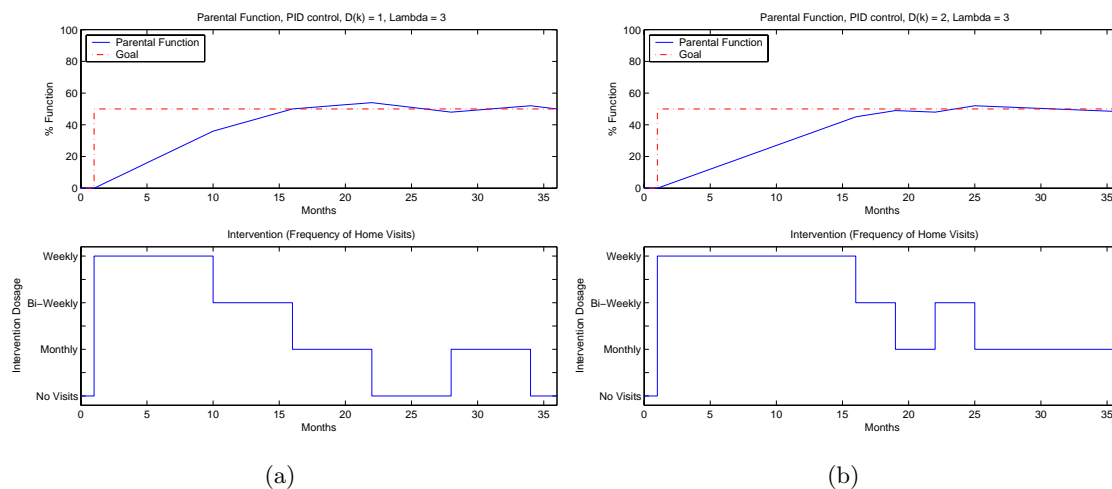 Parental Function, PID control, D(k) = 1, Lambda = 3
100
80
60
40
20
0
% Function
Parental Function
Goal
0 5 10 15 20 25 30 35
Months
Intervention (Frequency of Home Visits)
Weekly
Bi-Weekly
Monthly
No Visits
Intervention Dosage
0 5 10 15 20 25 30 35
Months
(a)
Parental Function, PID control, D(k) = 2, Lambda = 3
100
80
60
40
20
0
% Function
Parental Function
Goal
0 5 10 15 20 25 30 35
Months
Intervention (Frequency of Home Visits)
Weekly
Bi-Weekly
Monthly
No Visits
Intervention Dosage
0 5 10 15 20 25 30 35
Months
(b)